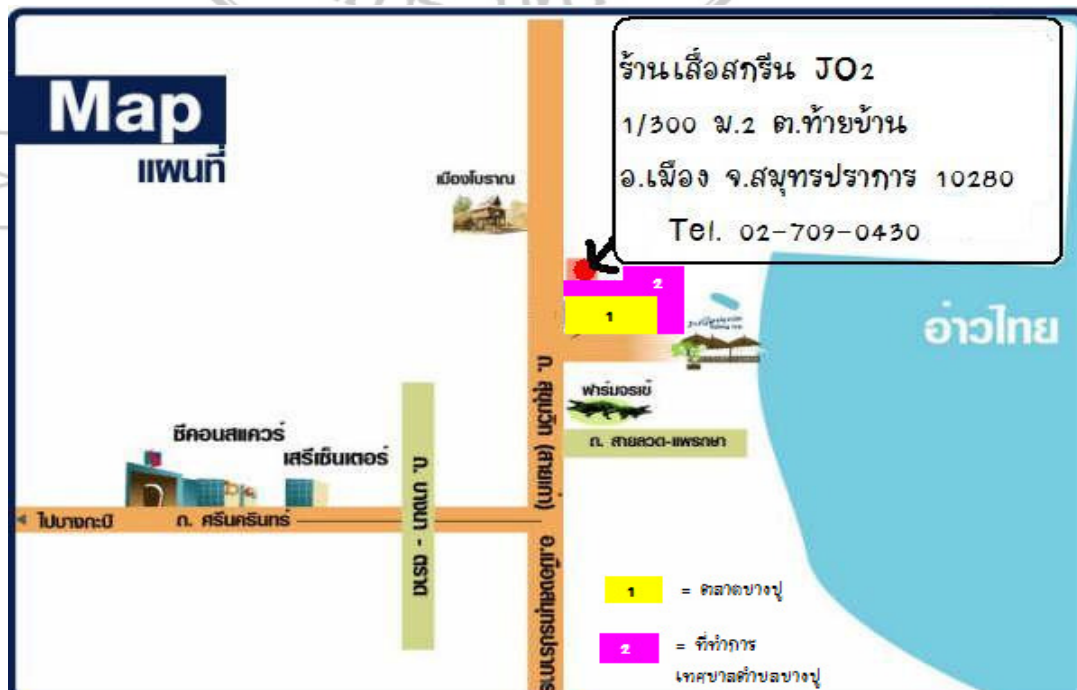 Map
แผนที่
ร้านเสื้อสกรีน JO2
1/300 ม.2 ต.ท้ายบ้าน
อ.เมือง จ.สมุทรปราการ 10280
Tel. 02-709-0430
เมืองโบราณ
2
1
อ่าวไทย
ฟาร์มจรเข้
ถ. สายลวด-แพรกษา
ถ. สุขุมวิท (สายเก่า)
ซีคอนสแควร์
เสรีเซ็นเตอร์
ถ. บางนา - ตราด
ไปบางกะปิ
ถ. ศรีนครินทร์
อ.เมืองสมุทรปราการ
1 = ตลาดบางปู
2 = ที่ทำการ
เทศบาลตำบลบางปู